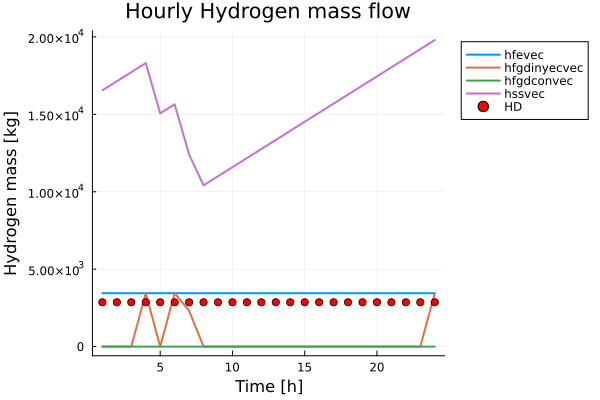 Hourly Hydrogen mass flow
Hydrogen mass [kg]
2.00×10⁴
1.50×10⁴
1.00×10⁴
5.00×10³
0
5 10 15 20
Time [h]
hfevec
hfgdinyecvec
hfgdconvec
hssvec
HD